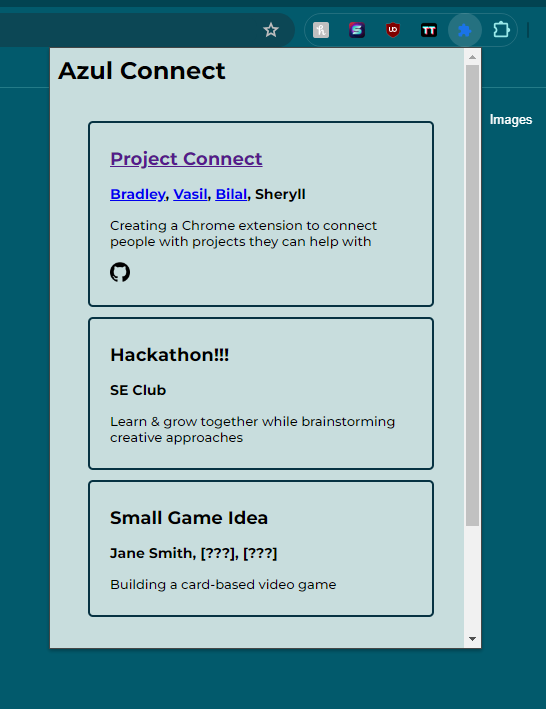 Azul Connect
Images
Project Connect
Bradley, Vasil, Bilal, Sheryll
Creating a Chrome extension to connect
people with projects they can help with
Hackathon!!!
SE Club
Learn & grow together while brainstorming
creative approaches
Small Game Idea
Jane Smith, [???], [???]
Building a card-based video game